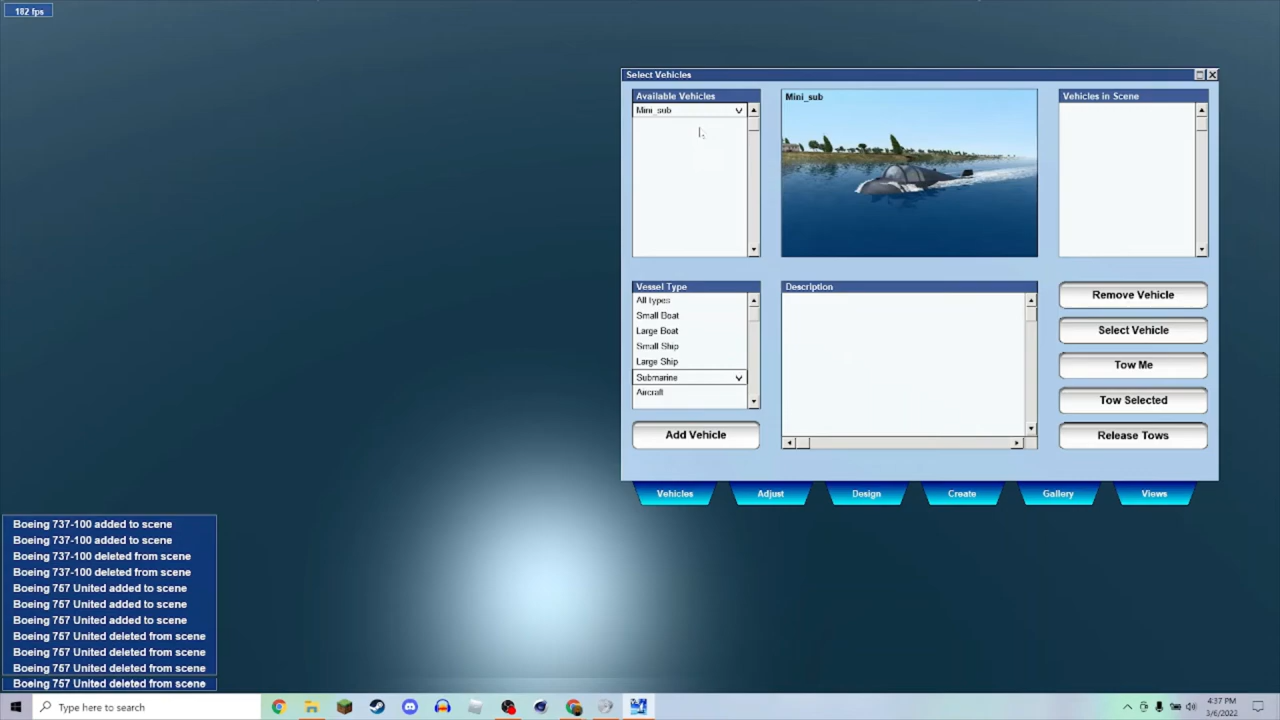 182 fps
Select Vehicles
Available Vehicles
Mini_sub
Mini_sub
Vehicles in Scene
Vessel Type
All types
Small Boat
Large Boat
Small Ship
Large Ship
Submarine
Aircraft
Add Vehicle
Description
Remove Vehicle
Select Vehicle
Tow Me
Tow Selected
Release Tows
Vehicles
Adjust
Design
Create
Gallery
Views
Boeing 737-100 added to scene
Boeing 737-100 added to scene
Boeing 737-100 deleted from scene
Boeing 737-100 deleted from scene
Boeing 757 United added to scene
Boeing 757 United added to scene
Boeing 757 United added to scene
Boeing 757 United deleted from scene
Boeing 757 United deleted from scene
Boeing 757 United deleted from scene
Boeing 757 United deleted from scene
Type here to search
4:37 PM
3/6/2022